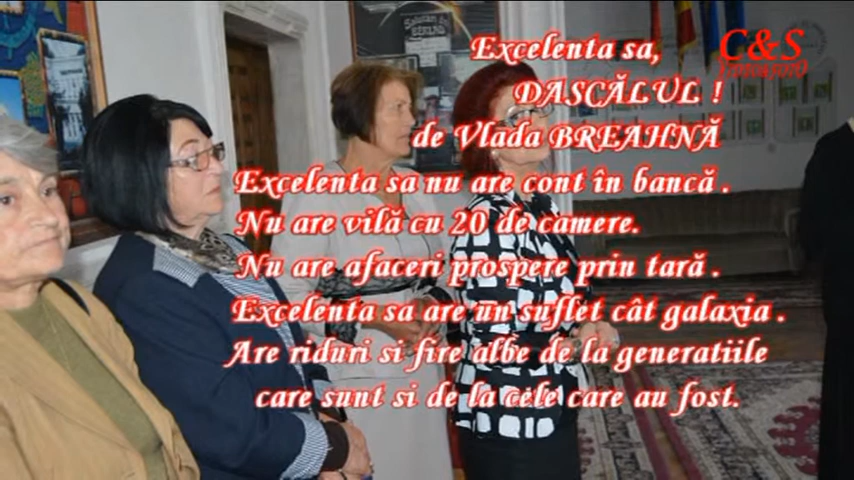 C&S
Excelenta sa,
DASCĂLUL !
de Vlada BREAHNĂ
Excelenta sa nu are cont în bancă .
Nu are vilă cu 20 de camere.
Nu are afaceri prospere prin tară .
Excelenta sa are un suflet cât galaxia .
Are riduri si fire albe de la generatiile
care sunt si de la cele care au fost.